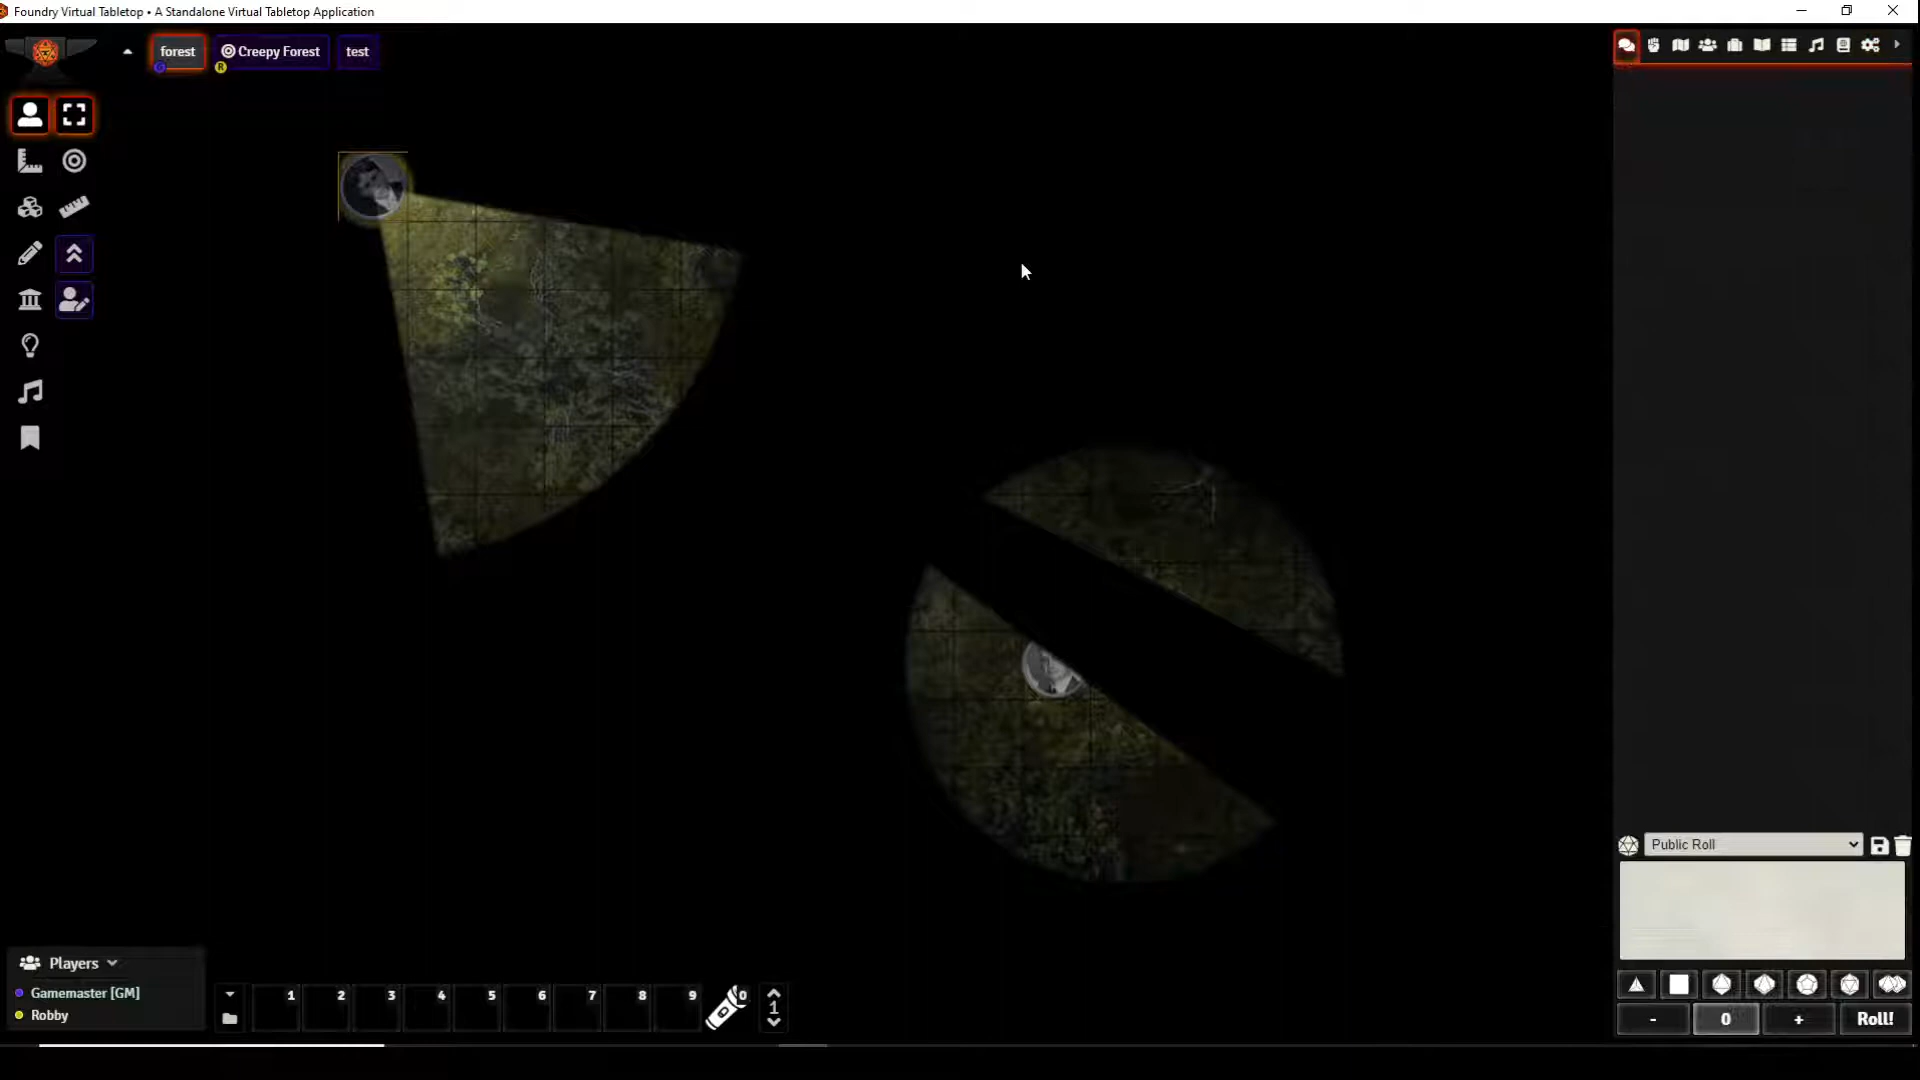 Foundry Virtual Tabletop • A Standalone Virtual Tabletop Application
forest
Creepy Forest
test
G
R
Public Roll
Players
Gamemaster [GM]
Robby
1 2 3 4 5 6 7 8 9 0
1
- 0 + Roll!